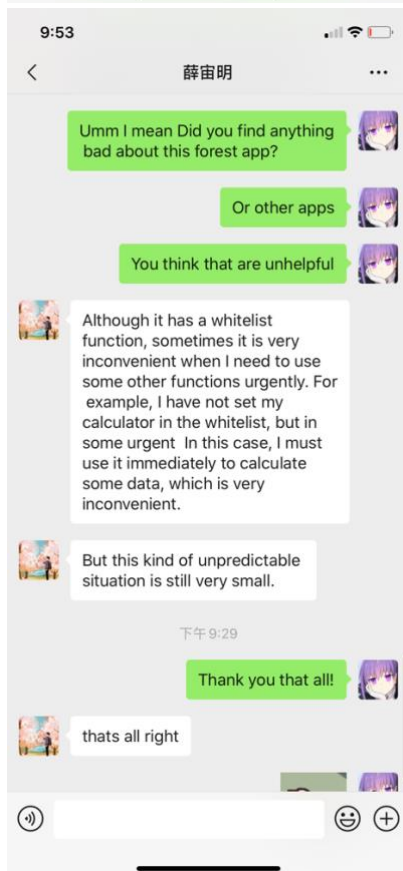 9:53
薛宙明
Umm I mean Did you find anything
bad about this forest app?
Or other apps
You think that are unhelpful
Although it has a whitelist
function, sometimes it is very
inconvenient when I need to use
some other functions urgently. For
example, I have not set my
calculator in the whitelist, but in
some urgent  In this case, I must
use it immediately to calculate
some data, which is very
inconvenient.
But this kind of unpredictable
situation is still very small.
下午 9:29
Thank you that all!
thats all right